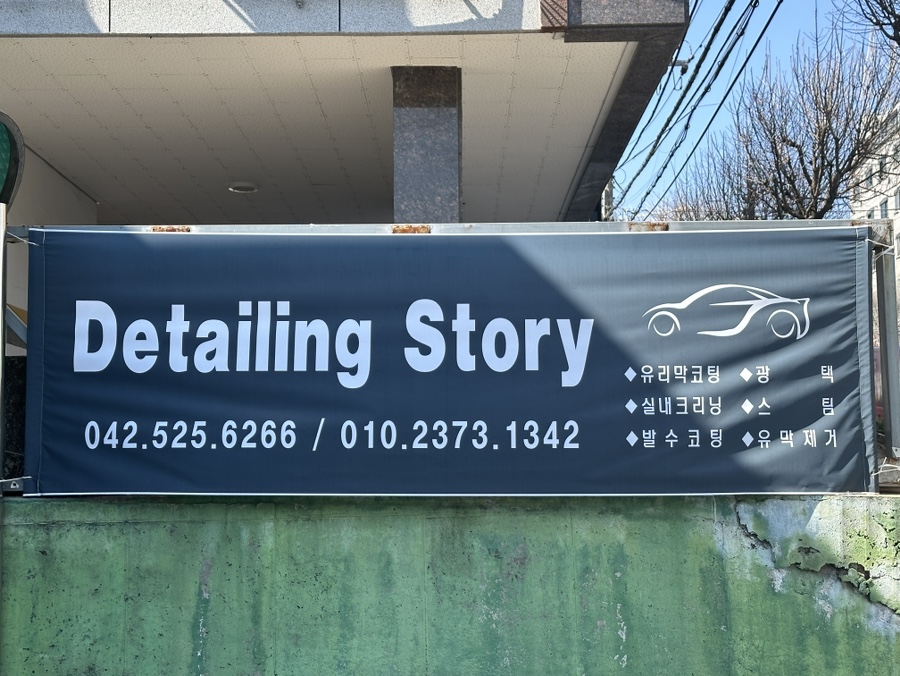 Detailing Story
042.525.6266 / 010.2373.1342
◆유리막코팅 ◆광 택
◆실내크리닝 ◆스 팀
◆발수코팅 ◆유막제거